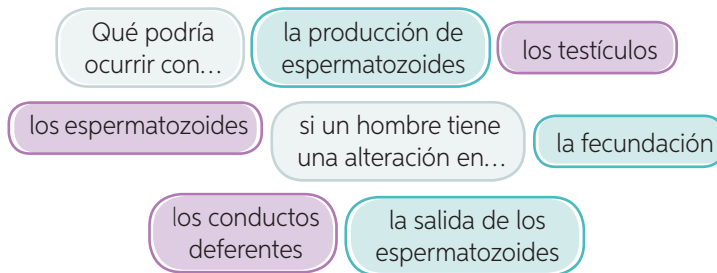 Qué podría
ocurrir con...
la producción de
espermatozoides
los testículos
los espermatozoides
si un hombre tiene
una alteración en...
la fecundación
los conductos
deferentes
la salida de los
espermatozoides